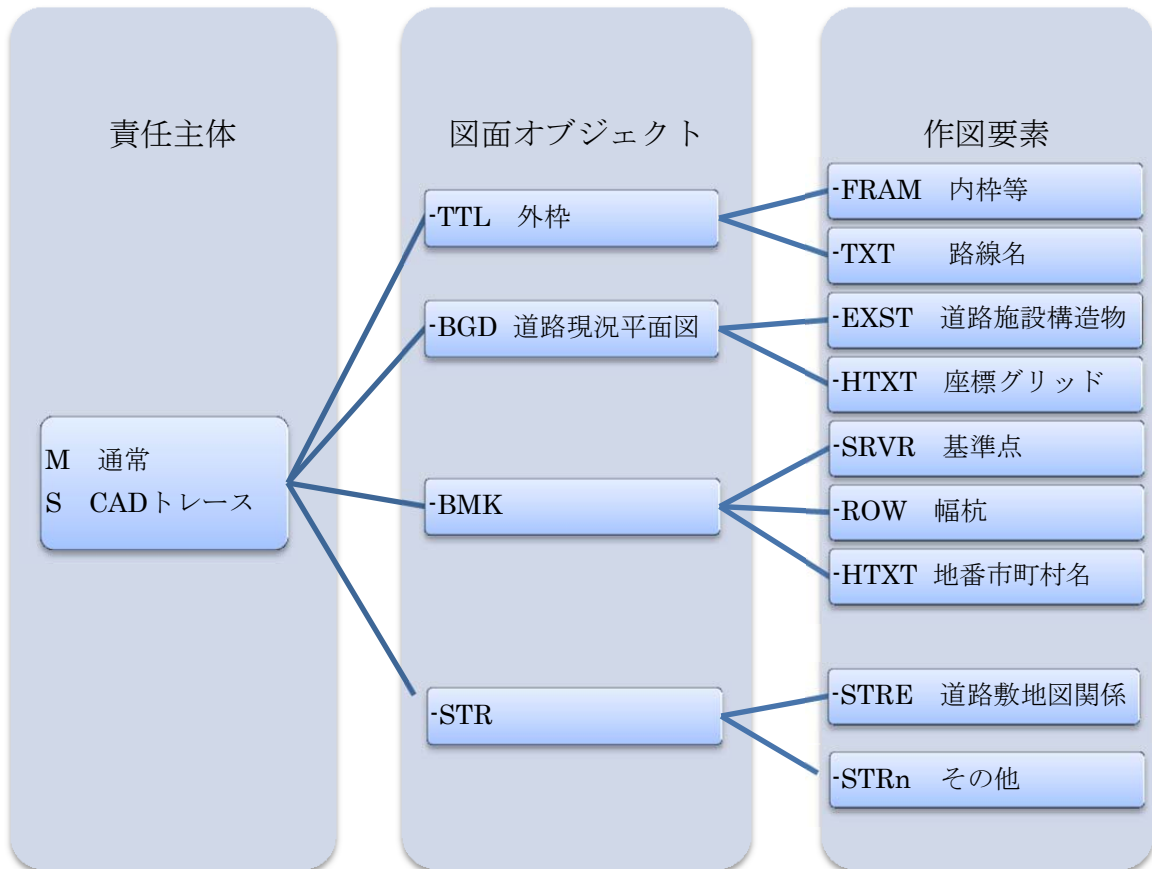 責任主体
M　通常
S　CADトレース
図面オブジェクト
-TTL　外枠
-BGD 道路現況平面図
-BMK
-STR
作図要素
-FRAM　内枠等
-TXT　　路線名
-EXST　道路施設構造物
-HTXT　座標グリッド
-SRVR　基準点
-ROW　幅杭
-HTXT 地番市町村名
-STRE　道路敷地図関係
-STRn　その他